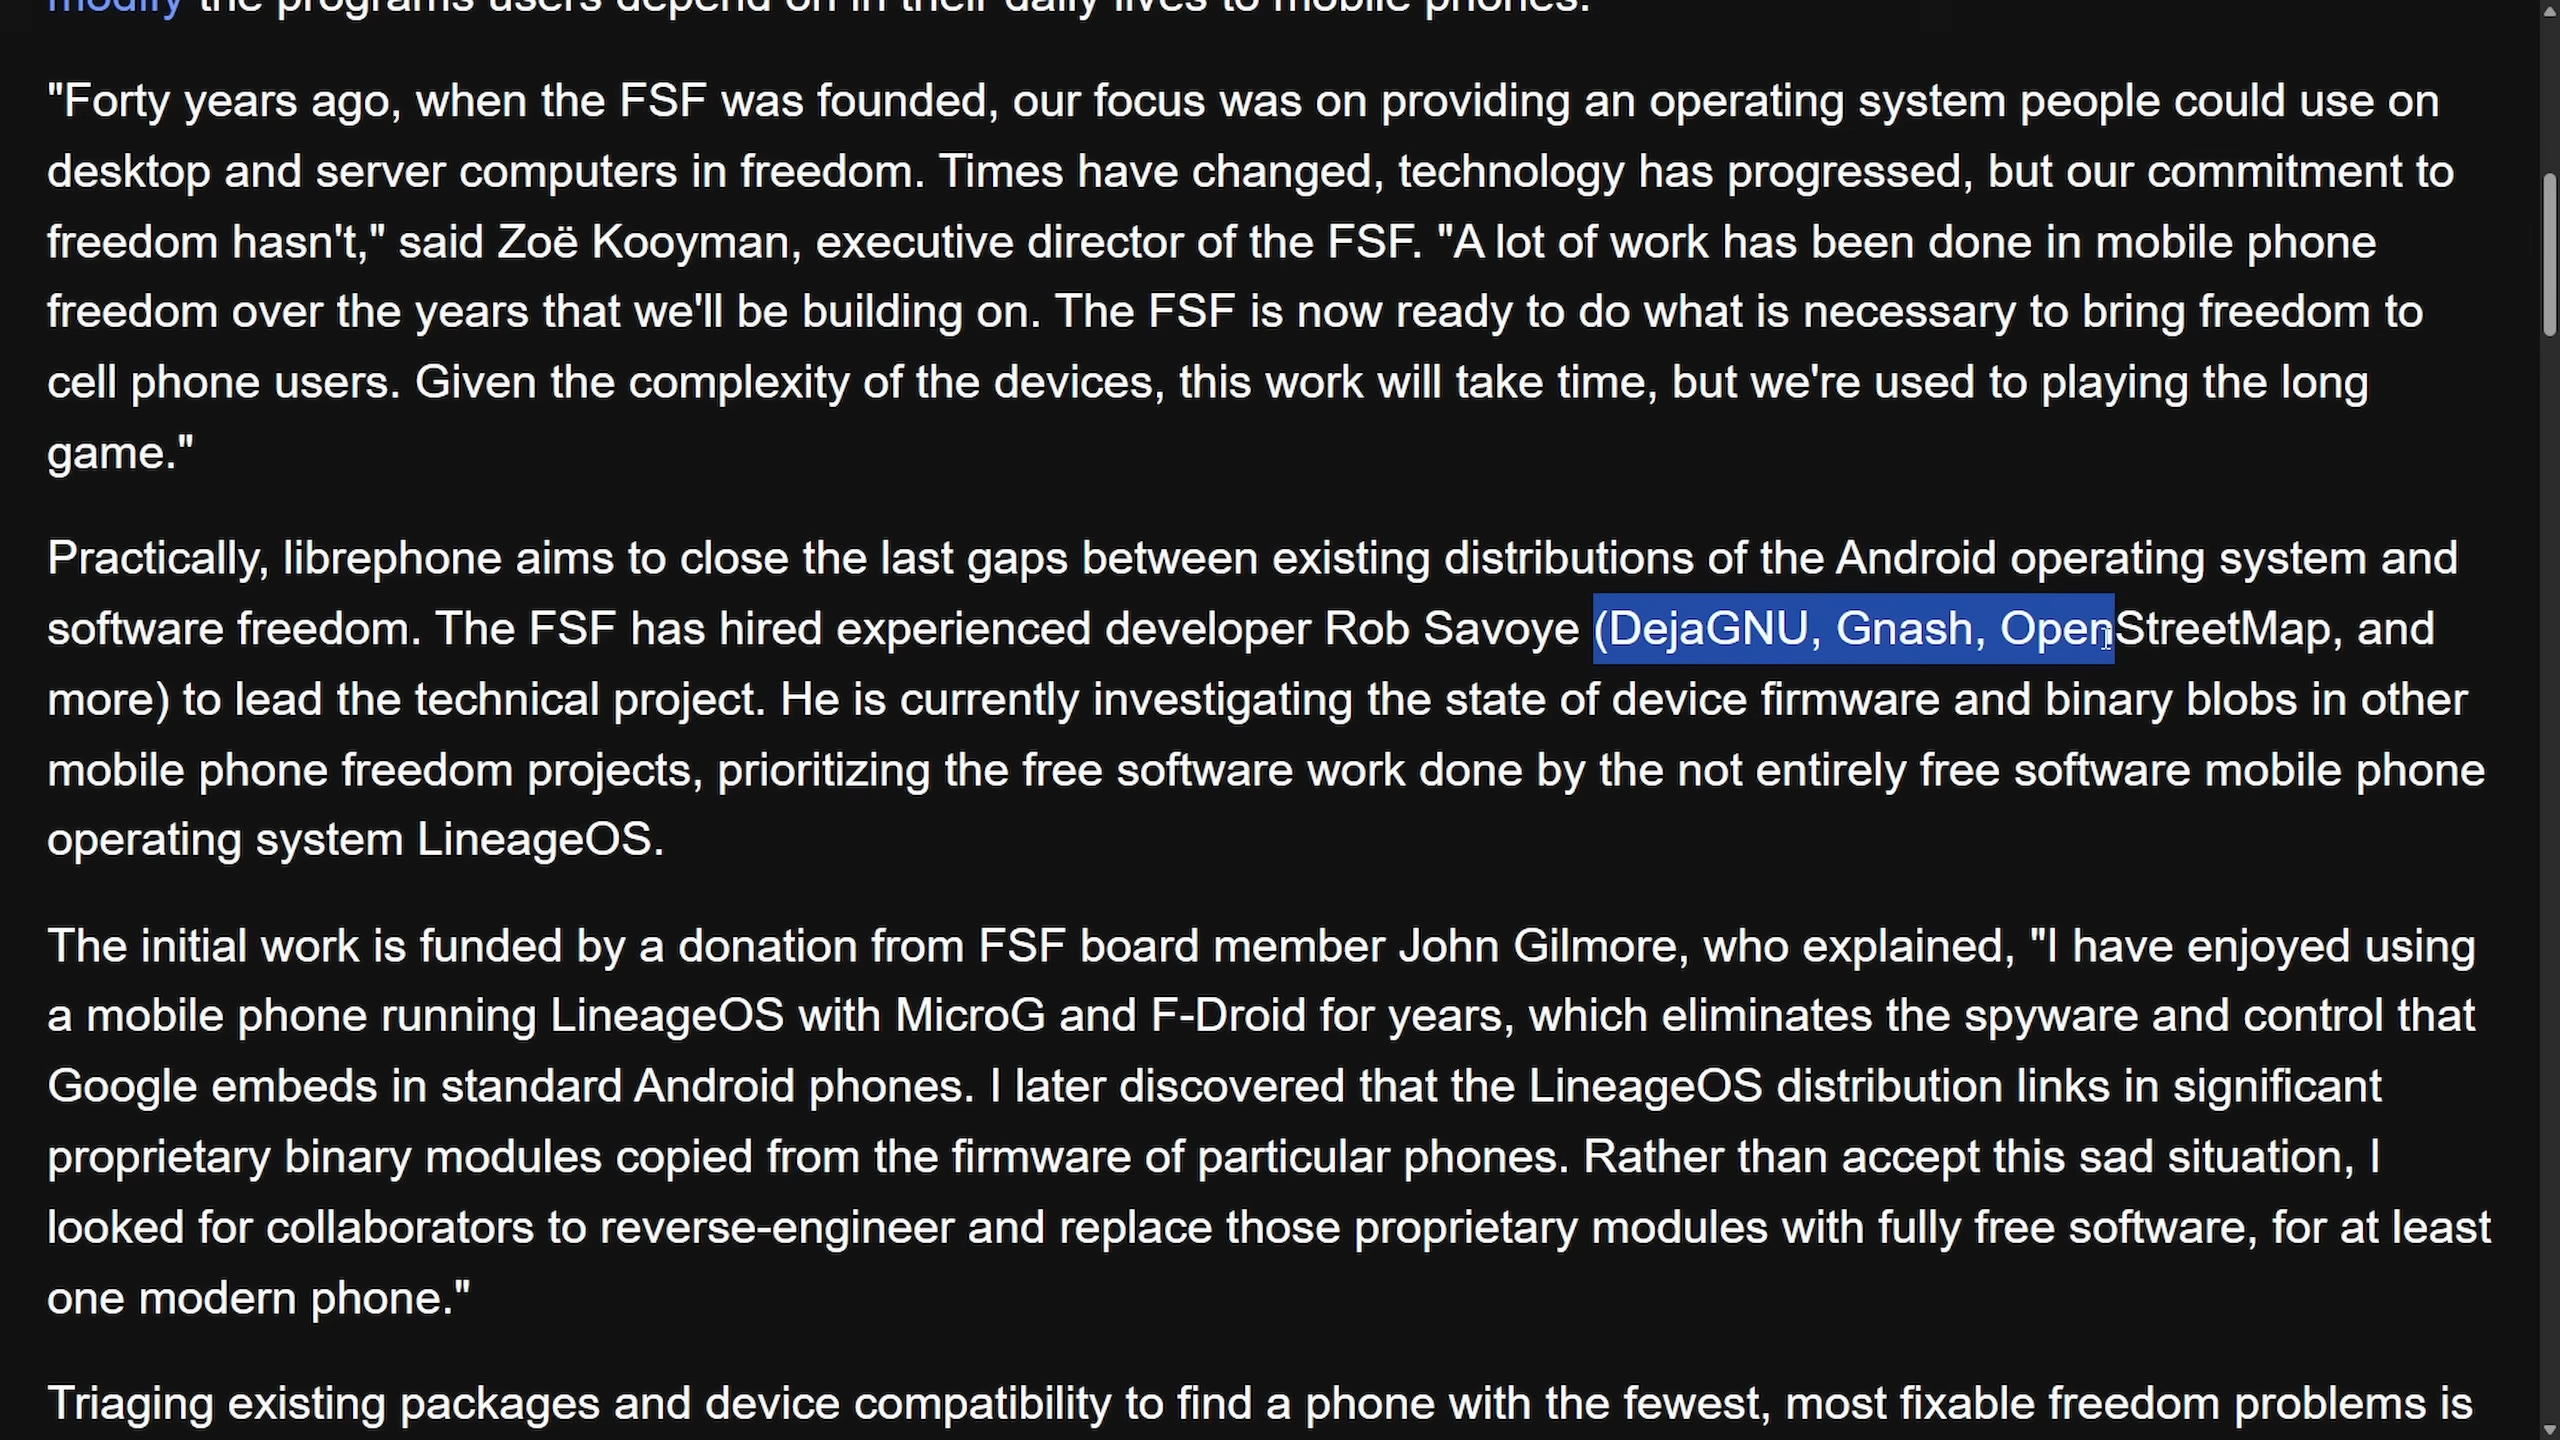 modify the programs users depend on in their daily lives to mobile phones.
"Forty years ago, when the FSF was founded, our focus was on providing an operating system people could use on
desktop and server computers in freedom. Times have changed, technology has progressed, but our commitment to
freedom hasn't," said Zoë Kooyman, executive director of the FSF. "A lot of work has been done in mobile phone
freedom over the years that we'll be building on. The FSF is now ready to do what is necessary to bring freedom to
cell phone users. Given the complexity of the devices, this work will take time, but we're used to playing the long
game."
Practically, librephone aims to close the last gaps between existing distributions of the Android operating system and
software freedom. The FSF has hired experienced developer Rob Savoye (DejaGNU, Gnash, OpenStreetMap, and
more) to lead the technical project. He is currently investigating the state of device firmware and binary blobs in other
mobile phone freedom projects, prioritizing the free software work done by the not entirely free software mobile phone
operating system LineageOS.
The initial work is funded by a donation from FSF board member John Gilmore, who explained, "I have enjoyed using
a mobile phone running LineageOS with MicroG and F-Droid for years, which eliminates the spyware and control that
Google embeds in standard Android phones. I later discovered that the LineageOS distribution links in significant
proprietary binary modules copied from the firmware of particular phones. Rather than accept this sad situation, I
looked for collaborators to reverse-engineer and replace those proprietary modules with fully free software, for at least
one modern phone."
Triaging existing packages and device compatibility to find a phone with the fewest, most fixable freedom problems is